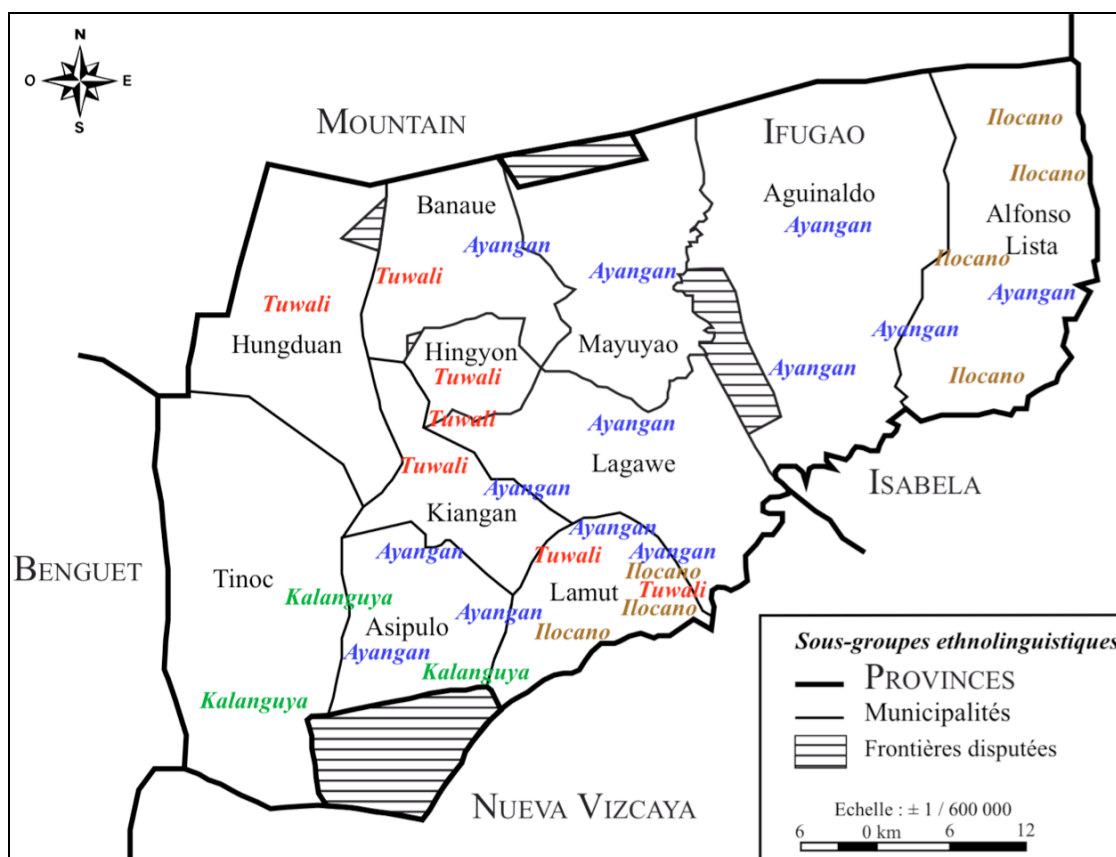 N
O
E
S
MOUNTAIN
IFUGAO
Ilocano
Ilocano
Banaue
Aguinaldo
Alfonso
Lista
Ayangan
Ayangan
Ilocano
Tuwali
Ayangan
Ayangan
Tuwali
Hungduan
Hingyon
Mayuyao
Ayangan
Tuwali
Ayangan
Ilocano
Tuwali
Ayangan
Tuwali
Lagawe
Ayangan
ISABELA
Kiangan
Ayangan
Ayangan
Tuwali
Ayangan
BENGUET
Tinoc
Ilocano
Kalanguya
Lamut
Tuwali
Ayangan
Ilocano
Asipulo
Ilocano
Ayangan
Kalanguya
Kalanguya
NUEVA VIZCAYA
Sous-groupes ethnolinguistiques
PROVINCES
Municipalités
Frontières disputées
Echelle : ± 1 / 600 000
6 0 km 6 12